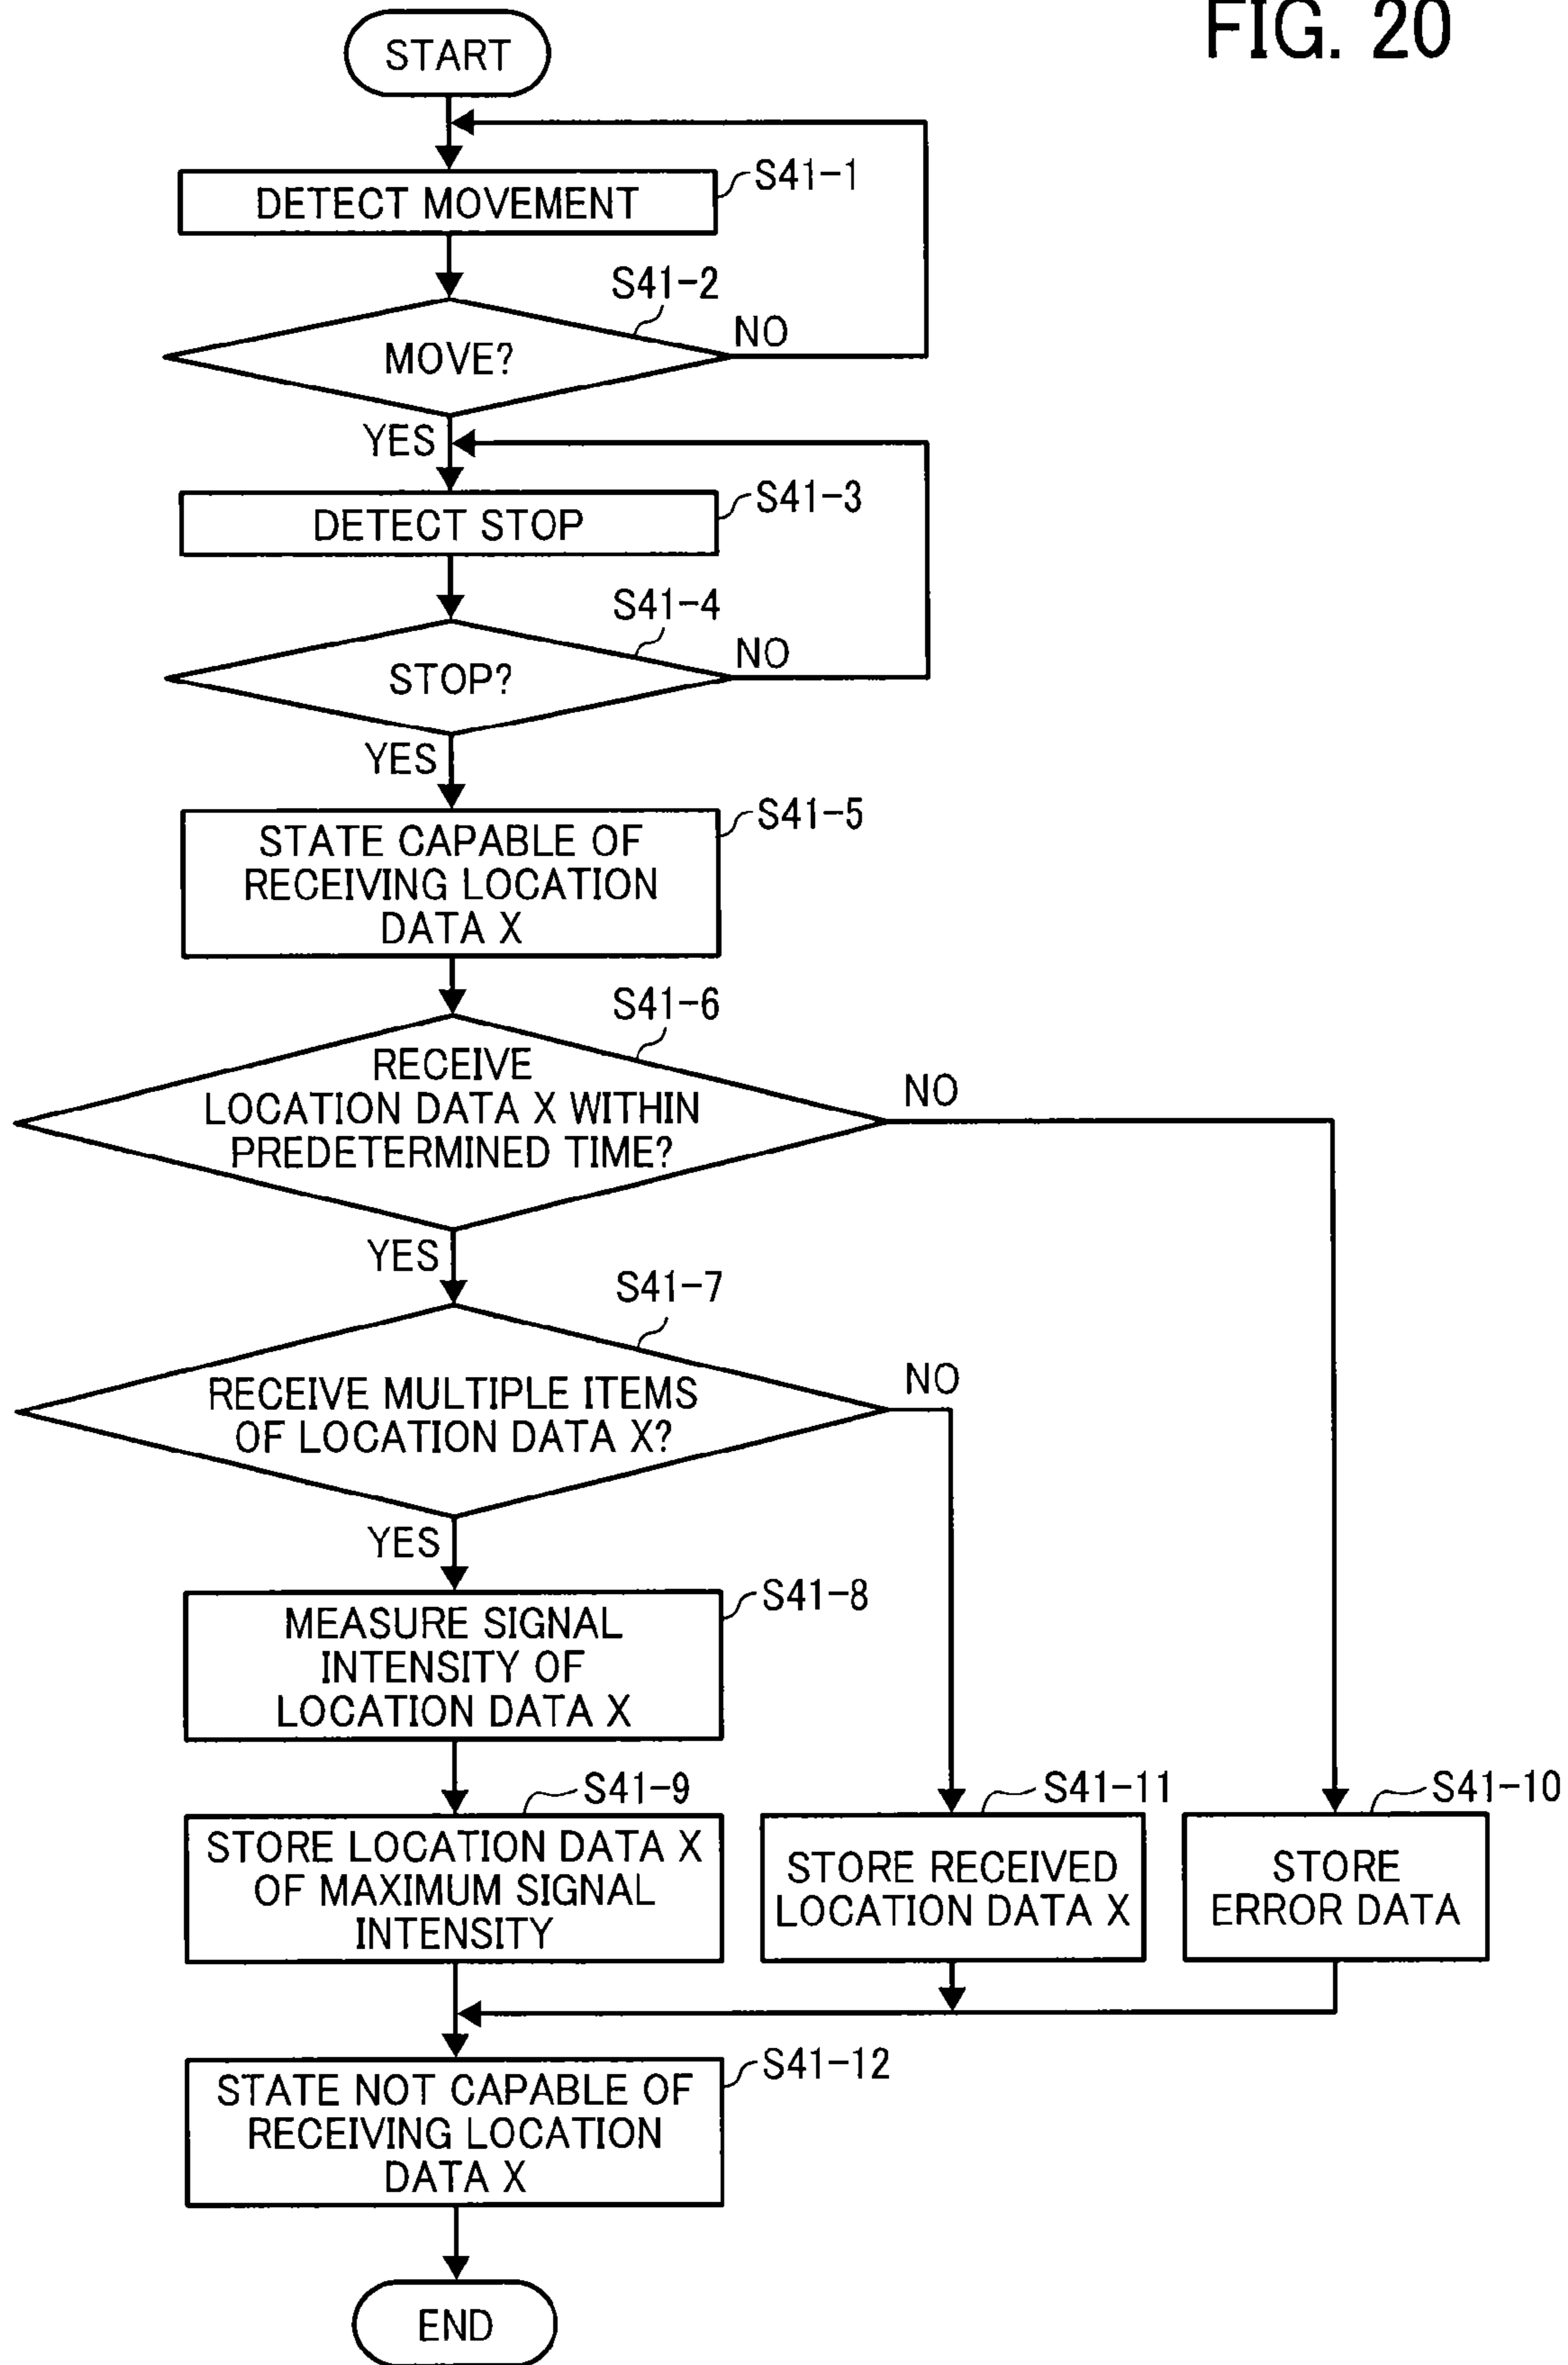 FIG. 20
START
DETECT MOVEMENT
S41-1
S41-2
MOVE?
NO
YES
DETECT STOP
S41-3
S41-4
STOP?
NO
YES
STATE CAPABLE OF
RECEIVING LOCATION
DATA X
S41-5
S41-6
RECEIVE
LOCATION DATA X WITHIN
PREDETERMINED TIME?
NO
YES
S41-7
RECEIVE MULTIPLE ITEMS
OF LOCATION DATA X?
NO
YES
MEASURE SIGNAL
INTENSITY OF
LOCATION DATA X
S41-8
S41-9
STORE LOCATION DATA X
OF MAXIMUM SIGNAL
INTENSITY
S41-11
STORE RECEIVED
LOCATION DATA X
S41-10
STORE
ERROR DATA
S41-12
STATE NOT CAPABLE OF
RECEIVING LOCATION
DATA X
END